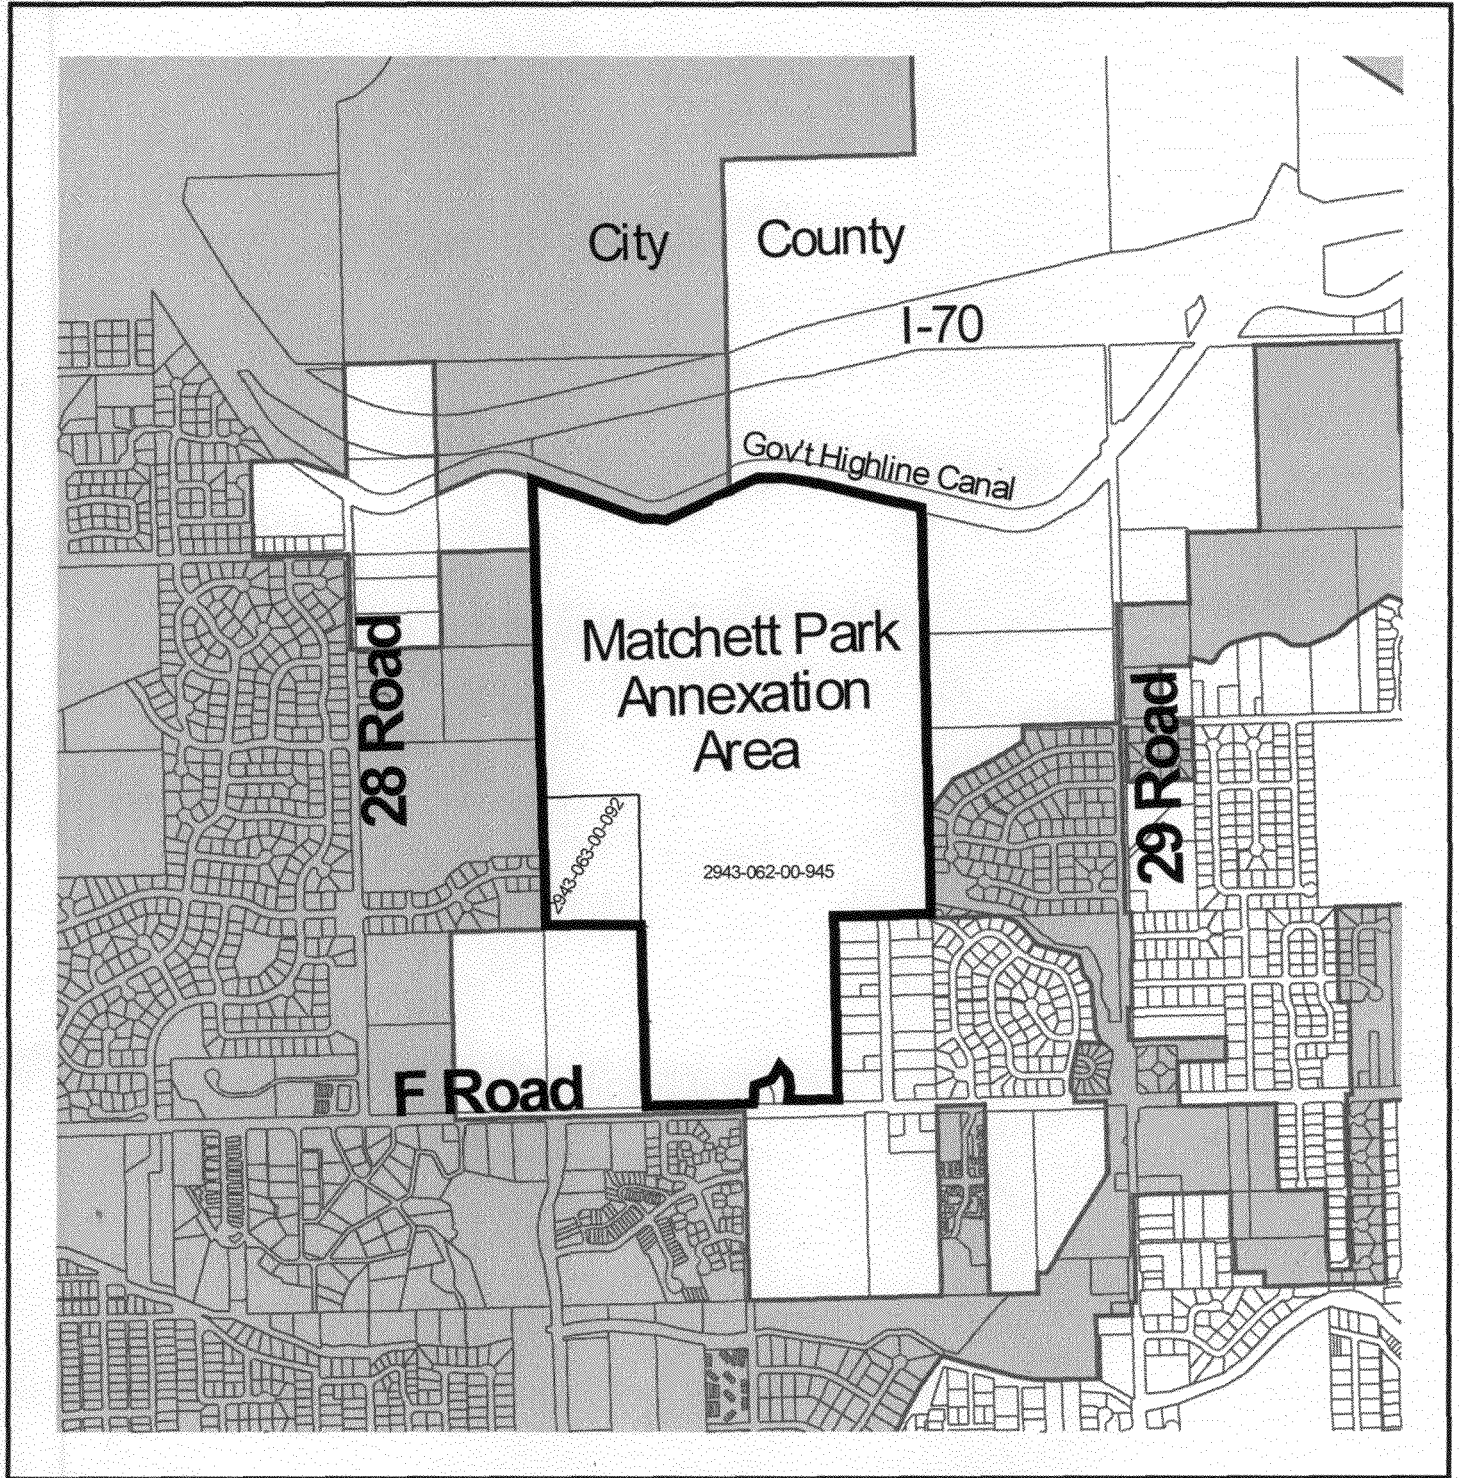 City
County
I-70
Gov't Highline Canal
Matchett Park
Annexation
Area
28 Road
29 Road
2943-063-00-092
2943-062-00-945
F Road